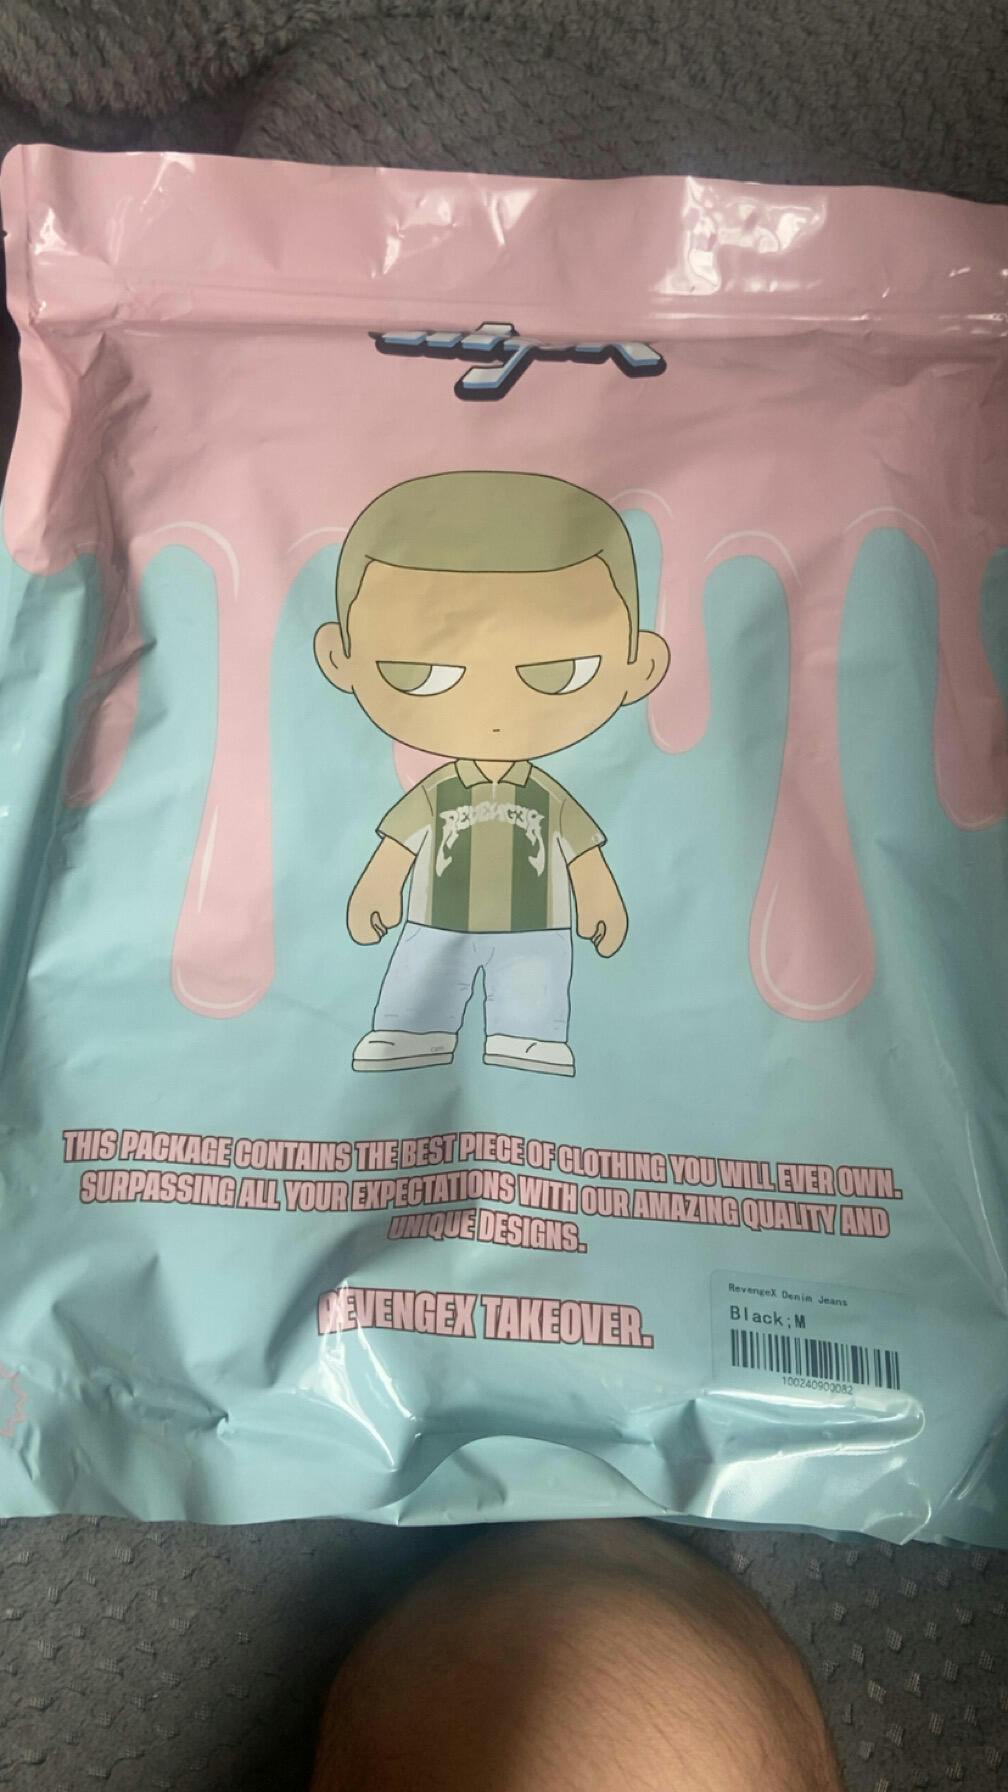 REVENGEX
THIS PACKAGE CONTAINS THE BEST PIECE OF CLOTHING YOU WILL EVER OWN.
SURPASSING ALL YOUR EXPECTATIONS WITH OUR AMAZING QUALITY AND
UNIQUE DESIGNS.
REVENGEX TAKEOVER.
RevengeX Denim Jeans
Black;M
100240900082